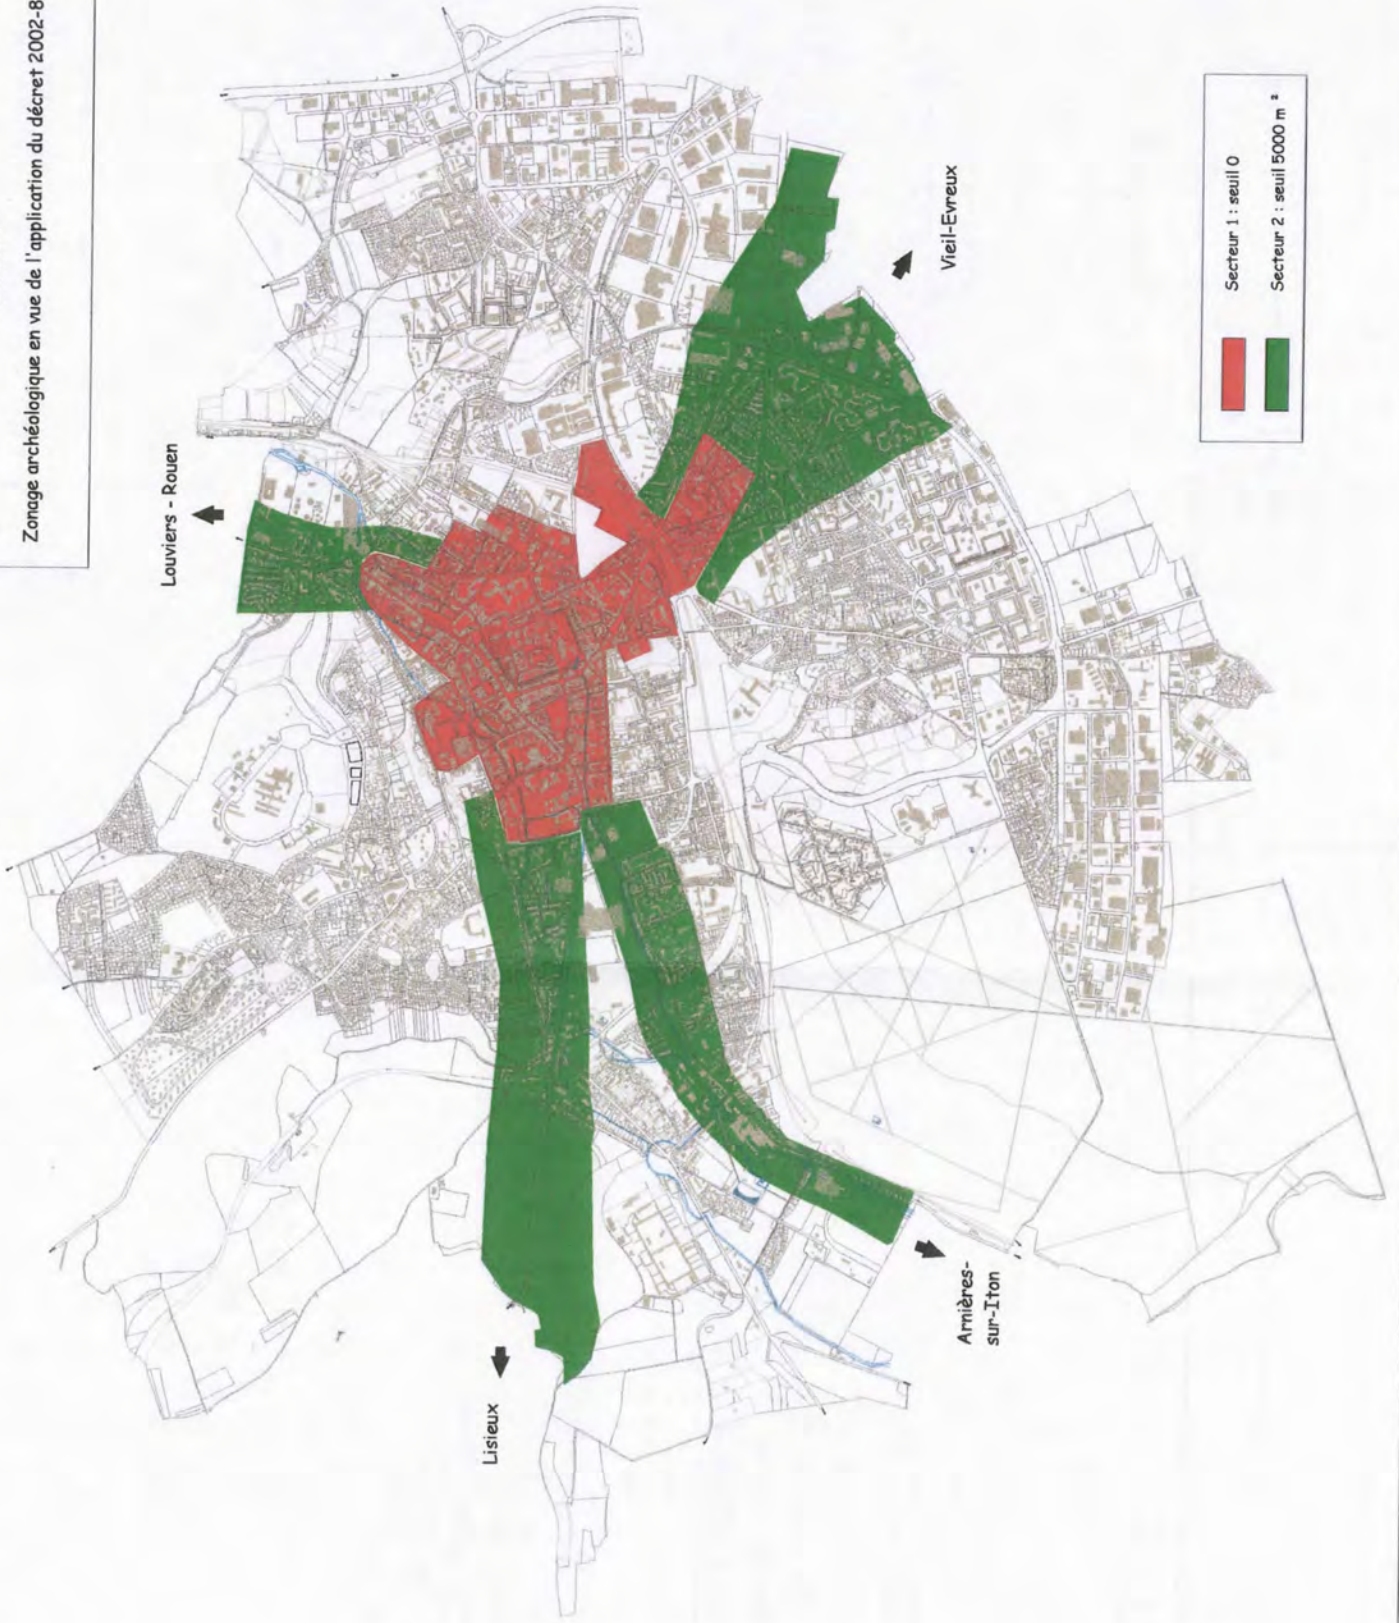 Zonage archéologique en vue de l'application du décret 2002-8
Louviers - Rouen
Vieil-Evreux
Secteur 1 : seuil 0
Secteur 2 : seuil 5000 m ²
Lisieux
Arnières-
sur-Iton